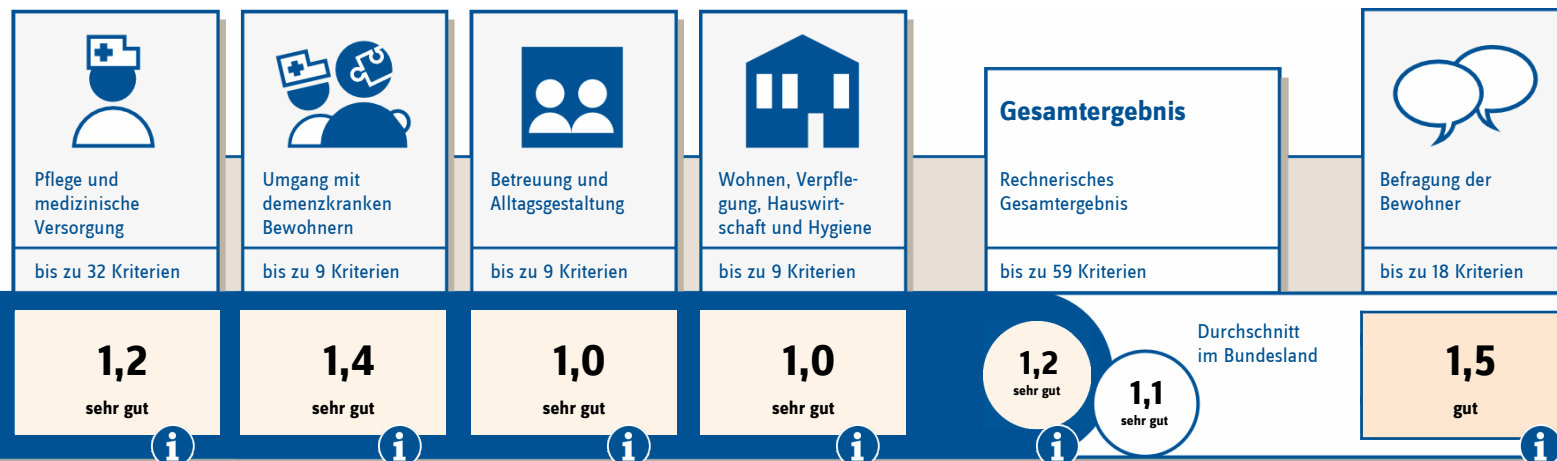 Pflege und
medizinische
Versorgung
bis zu 32 Kriterien
1,2
sehr gut
i
Umgang mit
demenzkranken
Bewohnern
bis zu 9 Kriterien
1,4
sehr gut
i
Betreuung und
Alltagsgestaltung
bis zu 9 Kriterien
1,0
sehr gut
i
Wohnen, Verpfle-
gung, Hauswirt-
schaft und Hygiene
bis zu 9 Kriterien
1,0
sehr gut
i
Gesamtergebnis
Rechnerisches
Gesamtergebnis
bis zu 59 Kriterien
1,2
sehr gut
i
Durchschnitt
im Bundesland
1,1
sehr gut
Befragung der
Bewohner
bis zu 18 Kriterien
1,5
gut
i